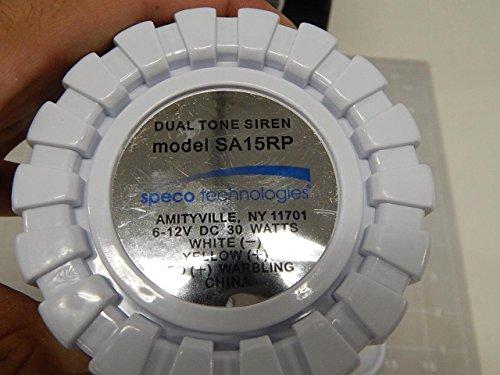 DUAL TONE SIREN
model SA15RP
speco technologies®
AMITYVILLE, NY 11701
6-12V DC 30 WATTS
WHITE (-)
YELLOW (+)
(+) WARBLING
CHINA